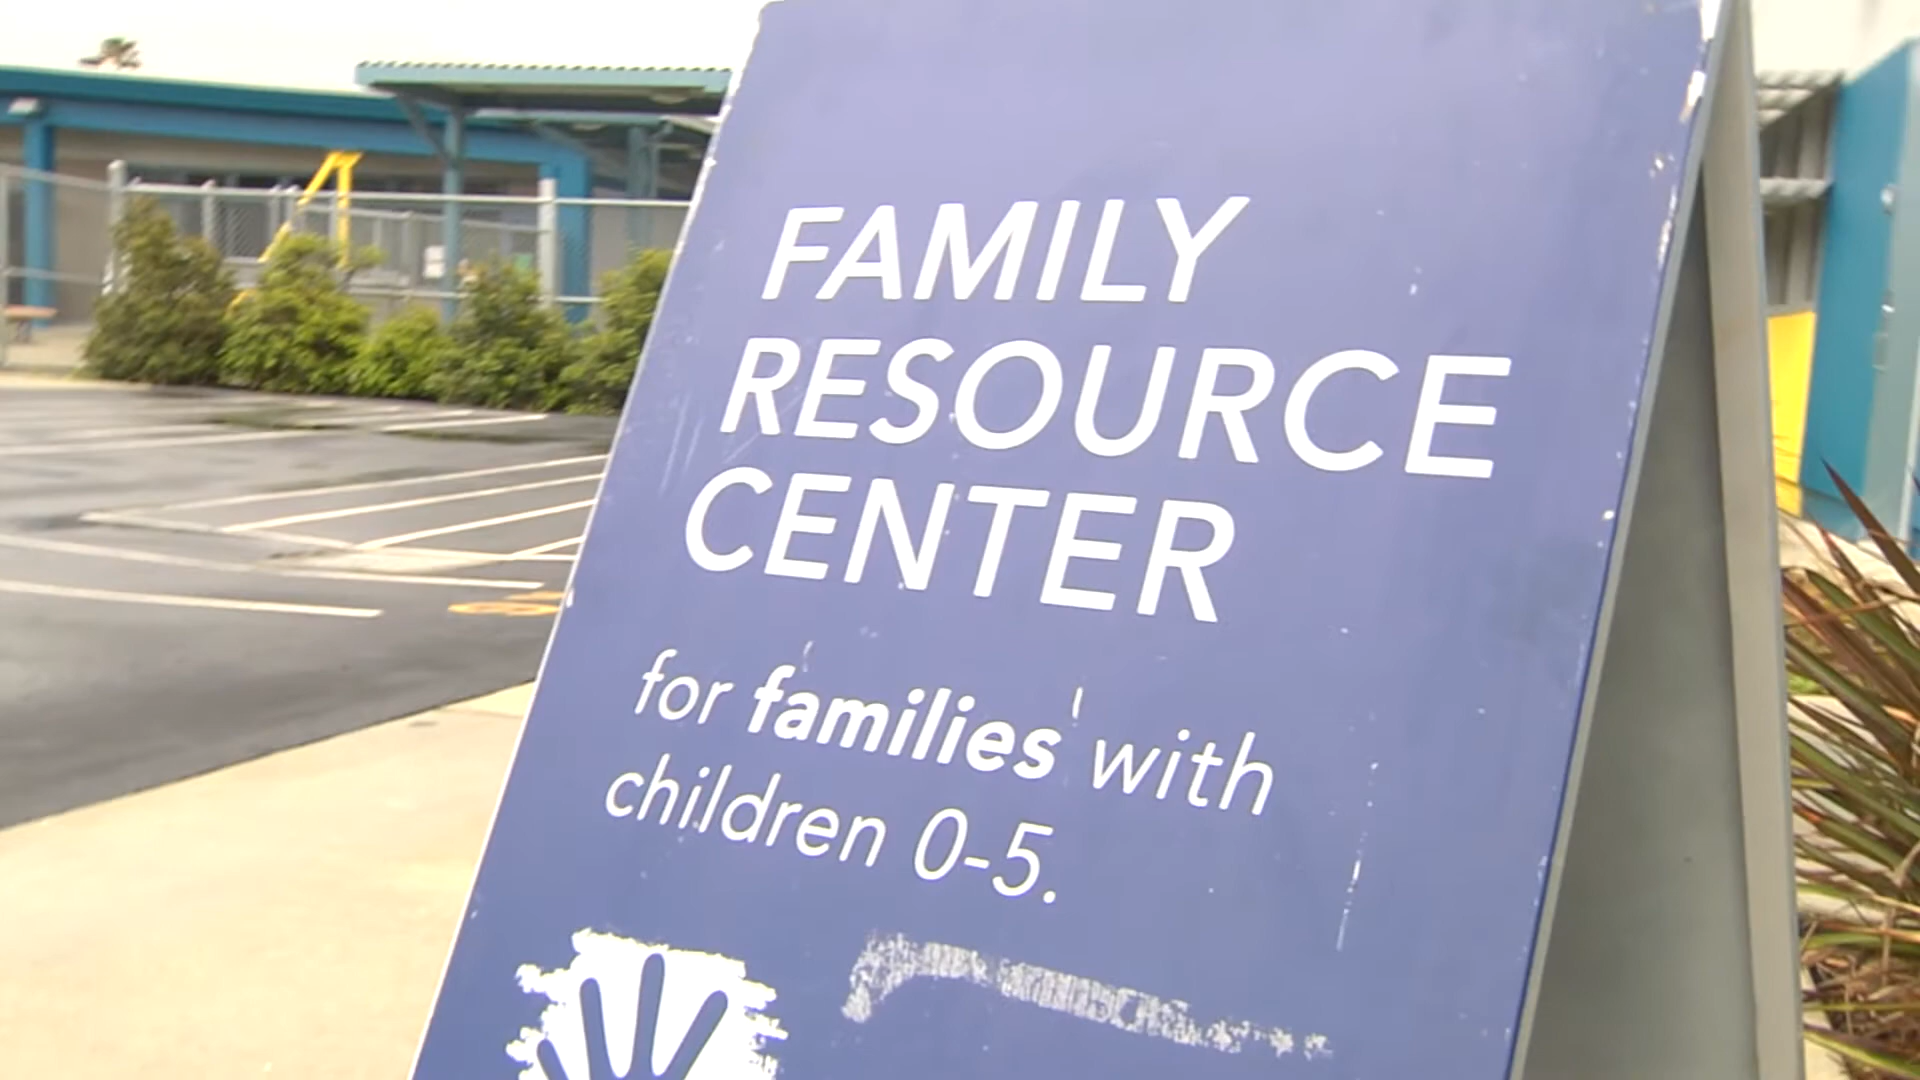 FAMILY
RESOURCE
CENTER
for families with
children 0-5.